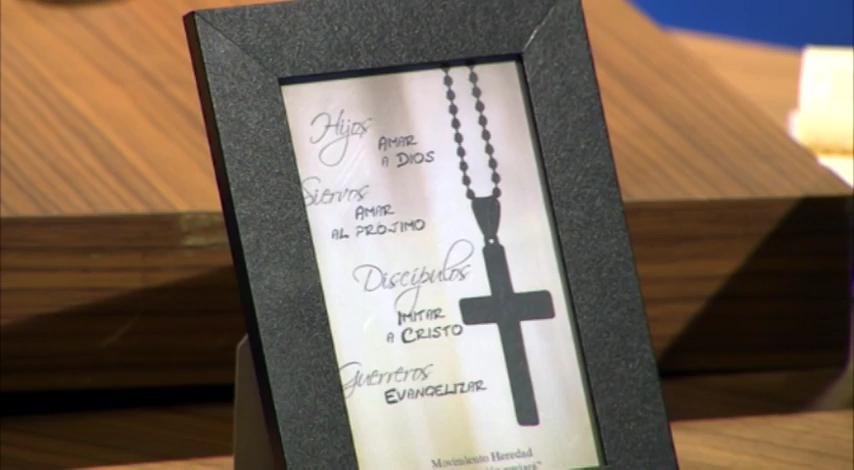 Hijos
AMAR
A DIOS
Siervos
AMAR
AL PRÓJIMO
Discípulos
IMITAR
A CRISTO
Guerreros
EVANGELIZAR
Movimiento Heredad